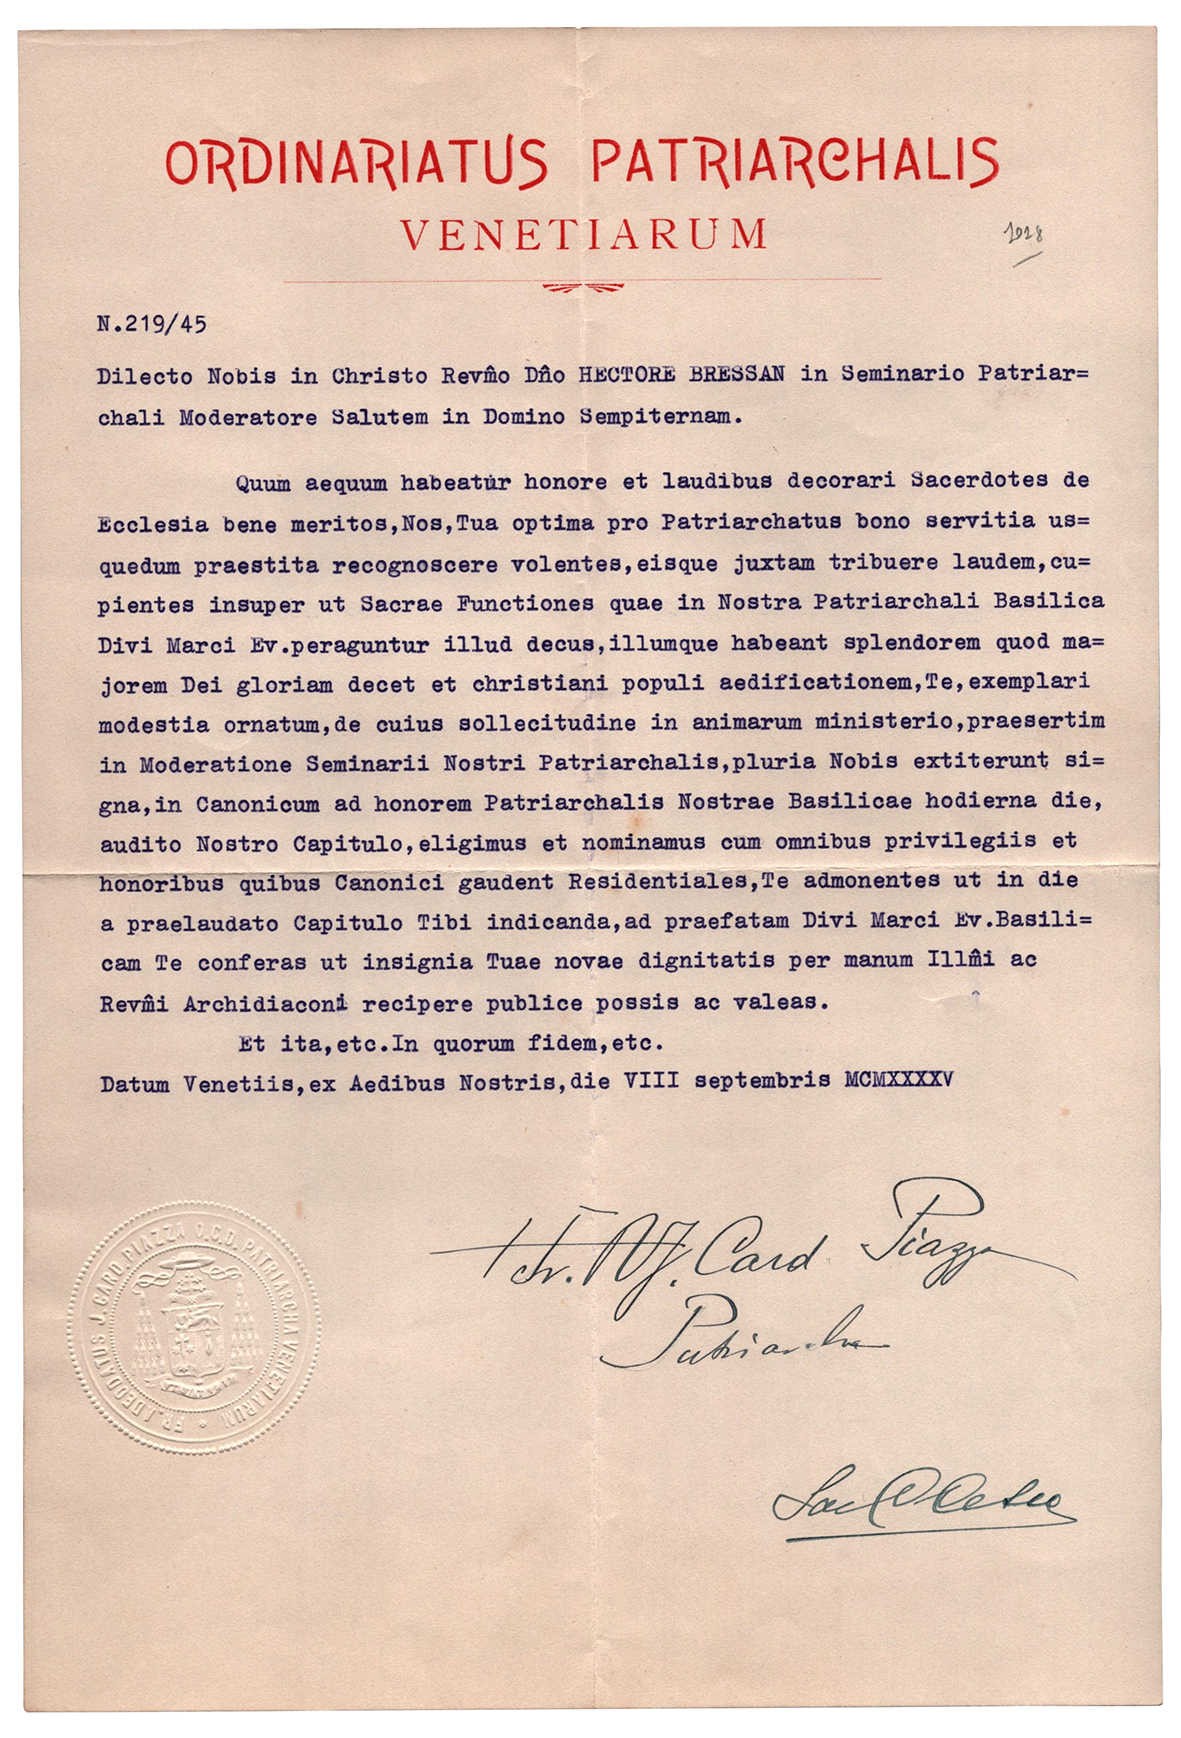 ORDINARIATUS PATRIARCHALIS
VENETIARUM
N.219/45
Dilecto Nobis in Christo Revm̂o Dn̂o HECTORE BRESSAN in Seminario Patriar=
chali Moderatore Salutem in Domino Sempiternam.
Quum aequum habeatur honore et laudibus decorari Sacerdotes de
Ecclesia bene meritos,Nos,Tua optima pro Patriarchatus bono servitia us=
quedum praestita recognoscere volentes,eisque juxtam tribuere laudem,cu=
pientes insuper ut Sacrae Functiones quae in Nostra Patriarchali Basilica
Divi Marci Ev.peraguntur illud decus,illumque habeant splendorem quod ma=
jorem Dei gloriam decet et christiani populi aedificationem,Te,exemplari
modestia ornatum,de cuius sollecitudine in animarum ministerio,praesertim
in Moderatione Seminarii Nostri Patriarchalis,pluria Nobis extiterunt si=
gna,in Canonicum ad honorem Patriarchalis Nostrae Basilicae hodierna die,
audito Nostro Capitulo,eligimus et nominamus cum omnibus privilegiis et
honoribus quibus Canonici gaudent Residentiales,Te admonentes ut in die
a praelaudato Capitulo Tibi indicanda,ad praefatam Divi Marci Ev.Basili=
cam Te conferas ut insignia Tuae novae dignitatis per manum Illm̂i ac
Revm̂i Archidiaconi recipere publice possis ac valeas.
Et ita,etc.In quorum fidem,etc.
Datum Venetiis,ex Aedibus Nostris,die VIII septembris MCMXXXXV
FR. J. DEODATUS J. CARD. PIAZZA O.C.D. PATRIARCHA VENETIARUM
Card Piazza
Patriarcha